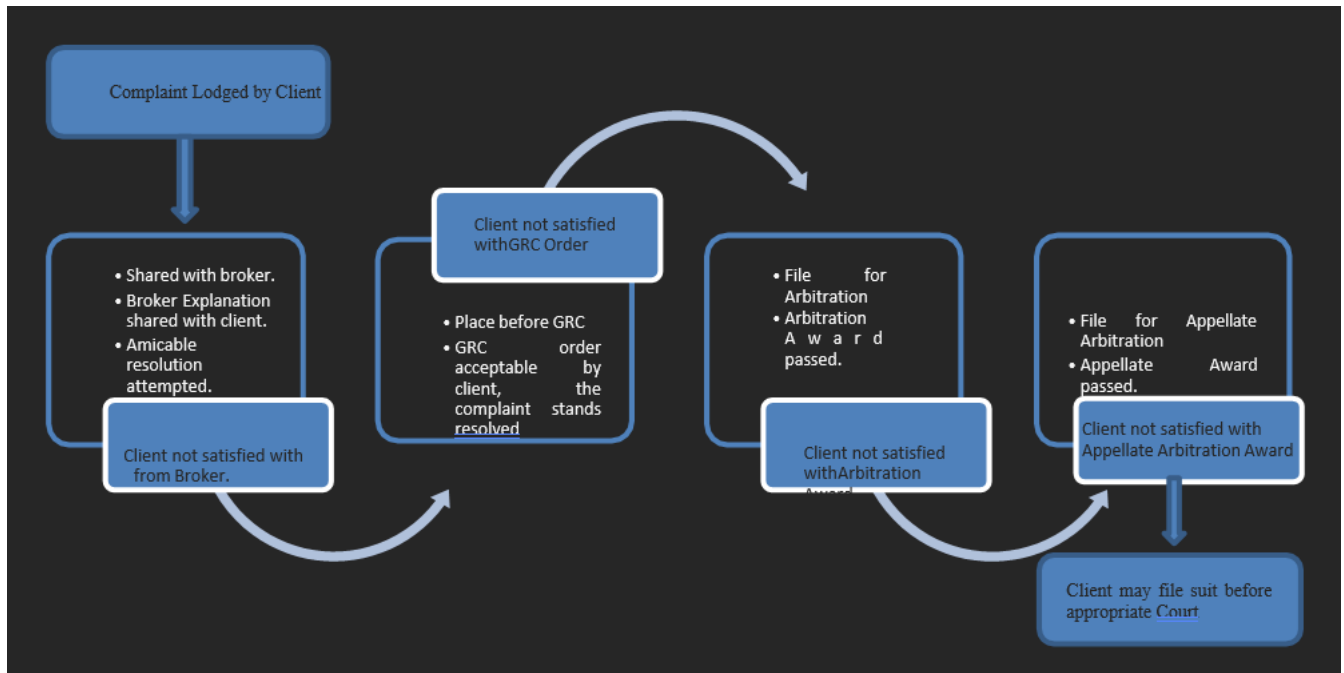 Complaint Lodged by Client
• Shared with broker.
• Broker Explanation
shared with client.
• Amicable
resolution
attempted.
Client not satisfied with
from Broker.
Client not satisfied
withGRC Order
• Place before GRC
• GRC order
acceptable by
client, the
complaint stands
resolved
• File for
Arbitration
• Arbitration
A w a r d
passed.
Client not satisfied
withArbitration
Award
• File for Appellate
Arbitration
• Appellate Award
passed.
Client not satisfied with
Appellate Arbitration Award
Client may file suit before
appropriate Court